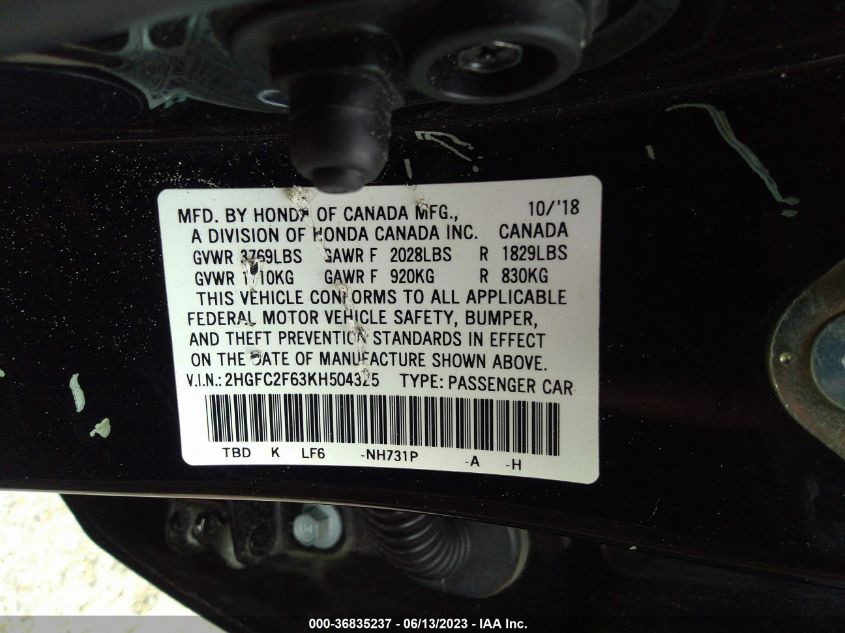 MFD. BY HONDA OF CANADA MFG., 10/'18
A DIVISION OF HONDA CANADA INC. CANADA
GVWR 3769LBS GAWR F 2028LBS R 1829LBS
GVWR 1710KG GAWR F 920KG R 830KG
THIS VEHICLE CONFORMS TO ALL APPLICABLE
FEDERAL MOTOR VEHICLE SAFETY, BUMPER,
AND THEFT PREVENTION STANDARDS IN EFFECT
ON THE DATE OF MANUFACTURE SHOWN ABOVE.
V.I.N.: 2HGFC2F63KH504325 TYPE: PASSENGER CAR
TBD K LF6 -NH731P -A -H
000-36835237 - 06/13/2023 - IAA Inc.